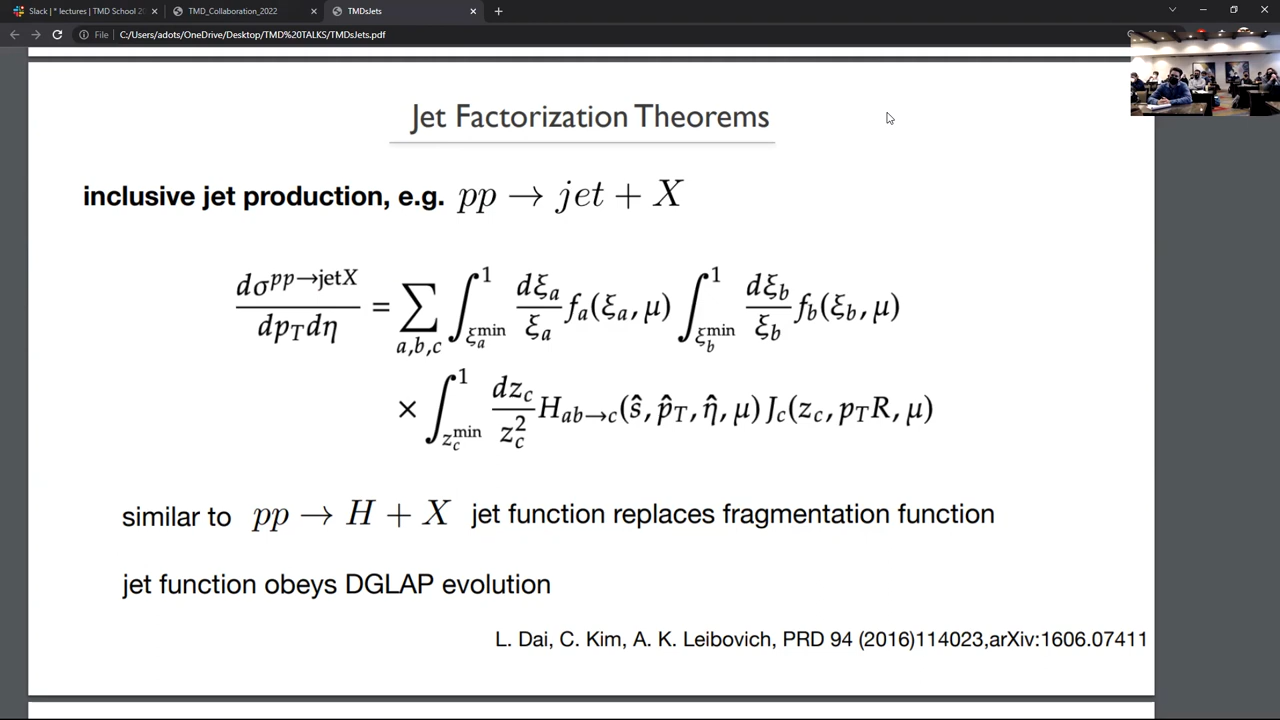 Slack | * lectures | TMD School 20
TMD_Collaboration_2022
TMDsJets
File
C:/Users/adots/OneDrive/Desktop/TMD%20TALKS/TMDsJets.pdf
Jet Factorization Theorems
inclusive jet production, e.g. pp → jet + X
dσ^{pp→jetX}/dp_T dη = ∑_{a,b,c} ∫_{ξ_a^{min}}^1 dξ_a/ξ_a f_a(ξ_a, μ) ∫_{ξ_b^{min}}^1 dξ_b/ξ_b f_b(ξ_b, μ)
× ∫_{z_c^{min}}^1 dz_c/z_c^2 H_{ab→c}(ŝ, p̂_T, η̂, μ) J_c(z_c, p_T R, μ)
similar to pp → H + X jet function replaces fragmentation function
jet function obeys DGLAP evolution
L. Dai, C. Kim, A. K. Leibovich, PRD 94 (2016)114023,arXiv:1606.07411